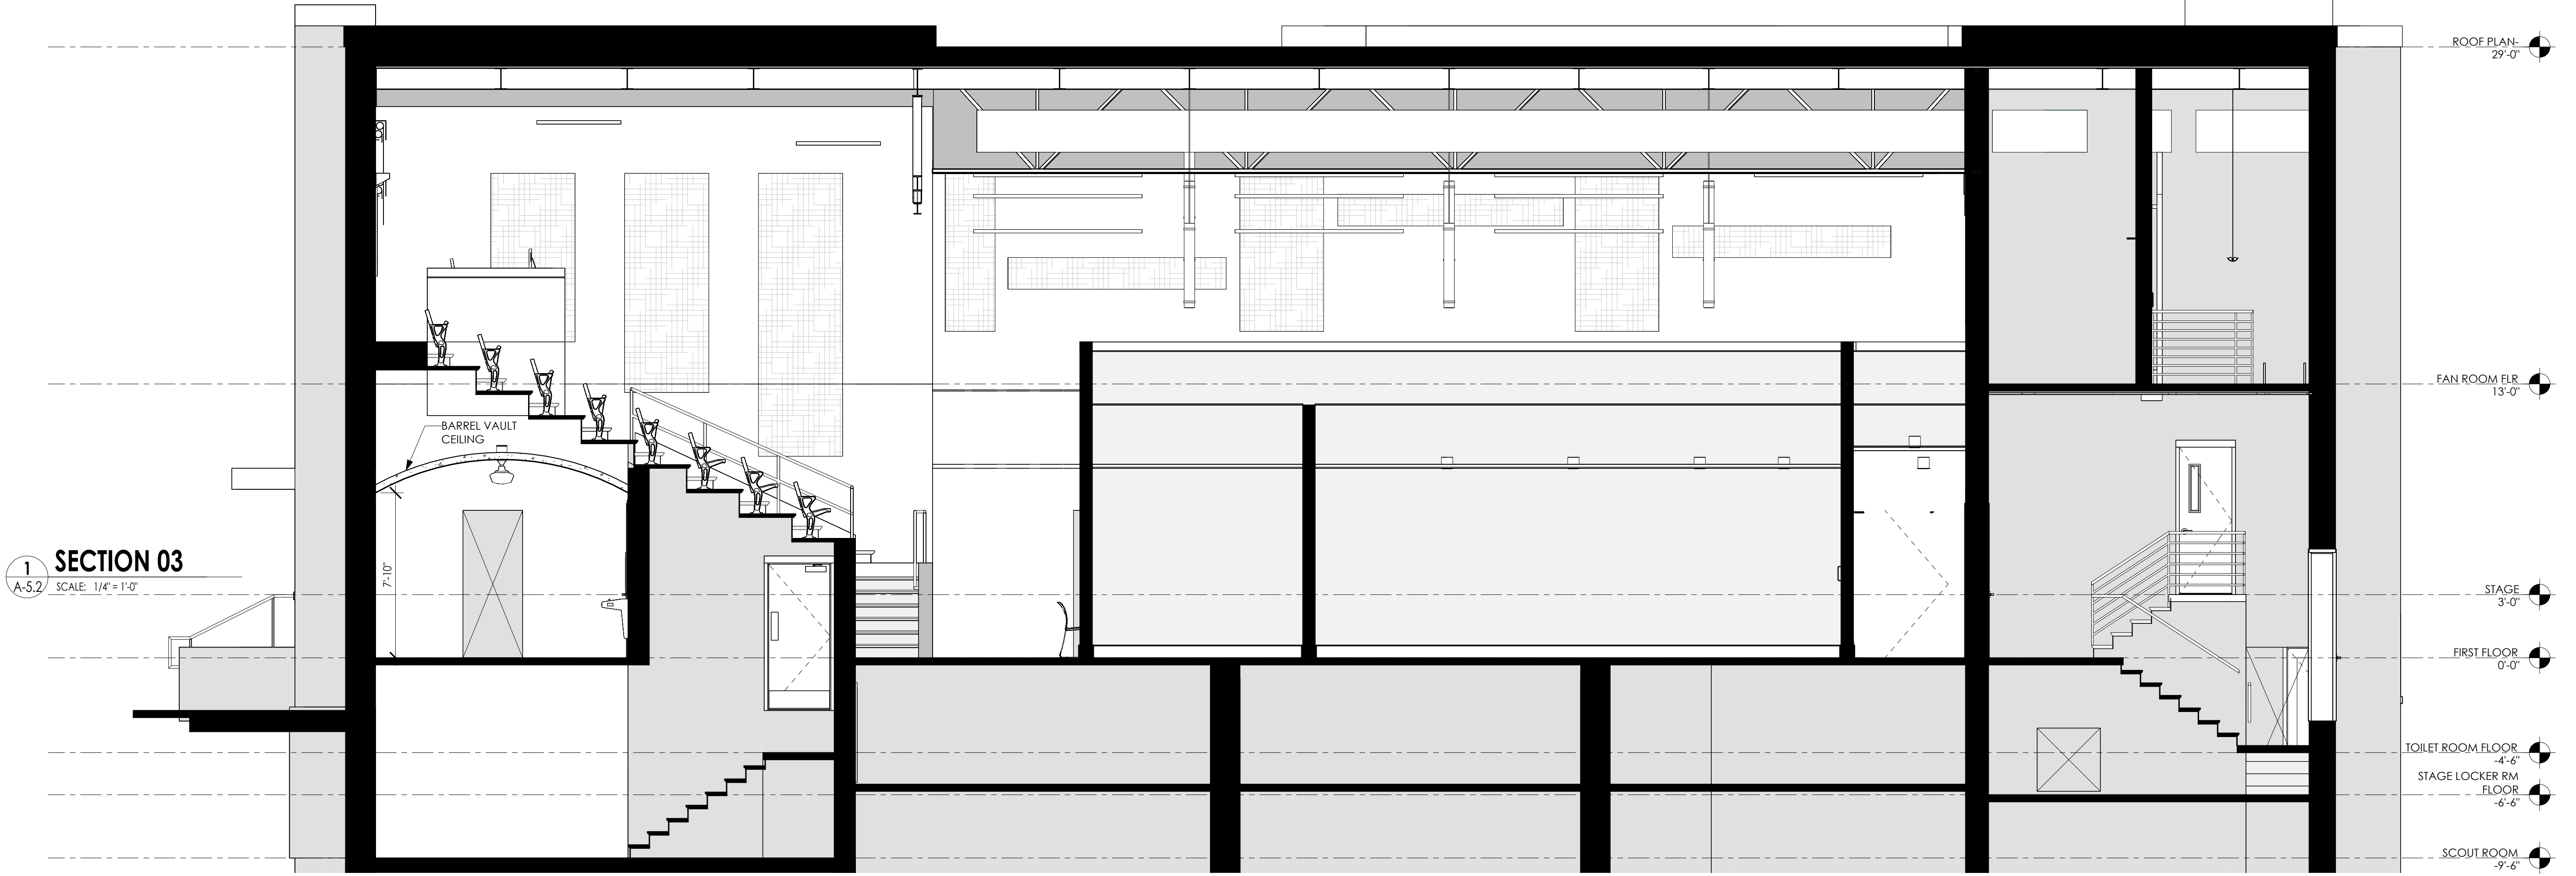 ROOF PLAN-
29'-0"
FAN ROOM FLR
13'-0"
BARREL VAULT
CEILING
7'-10"
1
A-5.2
SECTION 03
SCALE: 1/4" = 1'-0"
STAGE
3'-0"
FIRST FLOOR
0'-0"
TOILET ROOM FLOOR
-4'-6"
STAGE LOCKER RM
FLOOR
-6'-6"
SCOUT ROOM
-9'-6"